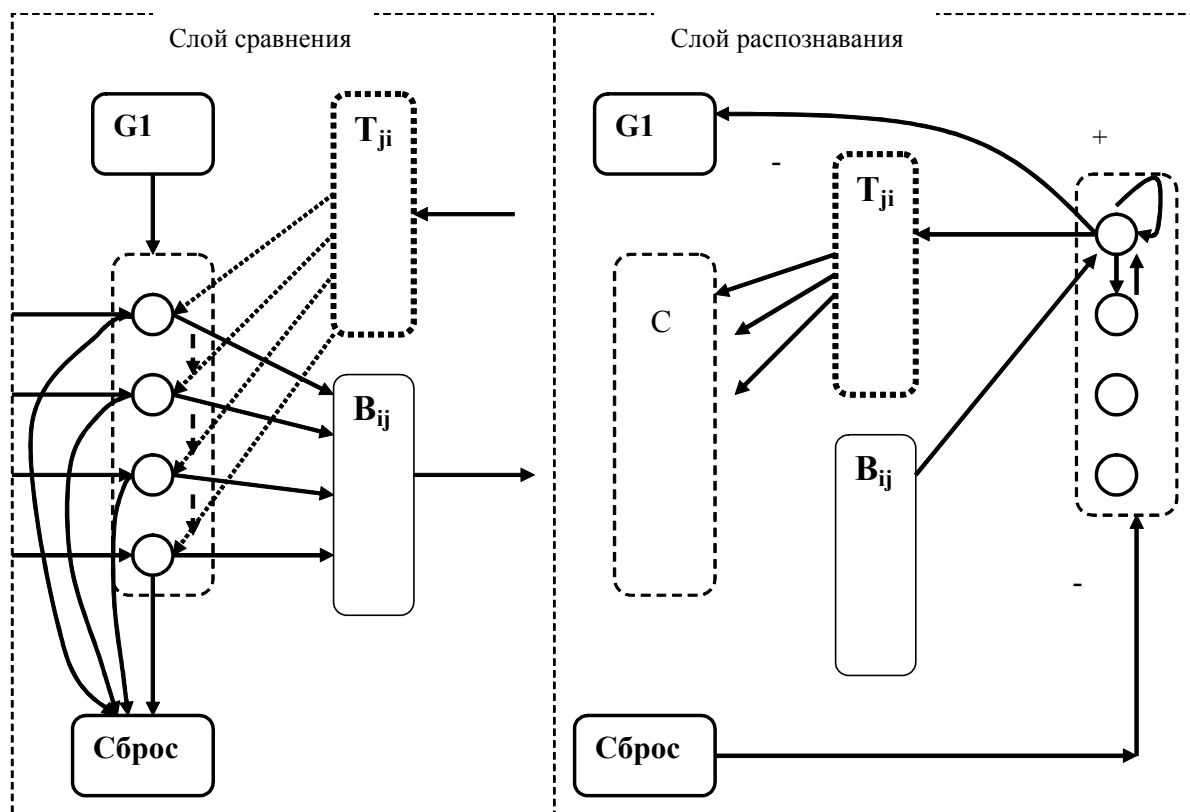 Слой сравнения
G1
Tji
Bij
Сброс
Слой распознавания
G1
-
+
Tji
C
Bij
-
Сброс